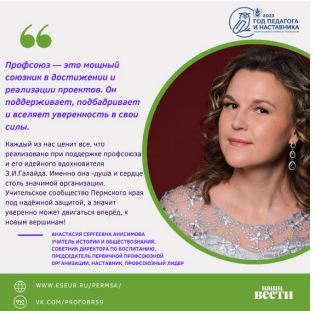 2023
ГОД ПЕДАГОГА
И НАСТАВНИКА
Профсоюз — это мощный
союзник в достижении и
реализации проектов. Он
поддерживает, подбадривает
и вселяет уверенность в свои
силы.
Каждый из нас ценит все, что
реализовано при поддержке профсоюза
и его идейного вдохновителя
З.И.Галайда. Именно она -душа и сердце
столь значимой организации.
Учительское сообщество Пермского края
под надёжной защитой, а значит
уверенно может двигаться вперёд, к
новым вершинам!
АНАСТАСИЯ СЕРГЕЕВНА АНИСИМОВА
УЧИТЕЛЬ ИСТОРИИ И ОБЩЕСТВОЗНАНИЯ,
СОВЕТНИК ДИРЕКТОРА ПО ВОСПИТАНИЮ,
ПРЕДСЕДАТЕЛЬ ПЕРВИЧНОЙ ПРОФСОЮЗНОЙ
ОРГАНИЗАЦИИ, НАСТАВНИК, ПРОФСОЮЗНЫЙ ЛИДЕР
WWW.ESEUR.RU/PERMSK/
VK.COM/PROFOBR59
ВЕСТИ